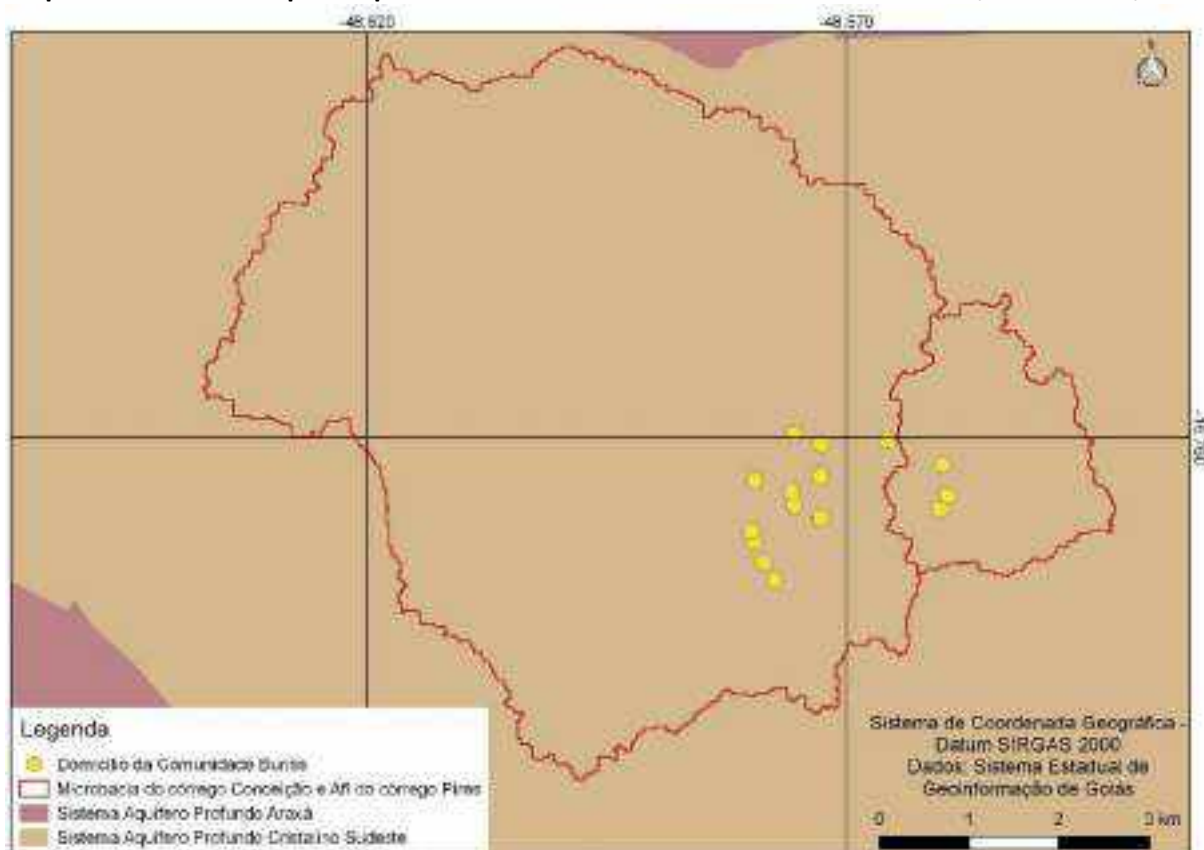 -48,620 -48,570
Legenda
Domicílio da Comunidade
Microbacia do córrego Conceição e Afl do córrego Pires
Sistema Aquífero Profundo Araxá
Sistema Aquífero Profundo Cristalino Sudeste
Sistema de Coordenada Geográfica -
Datum SIRGAS 2000
Dados: Sistema Estadual de
Geoinformação de Goiás
0 1 2 3 km